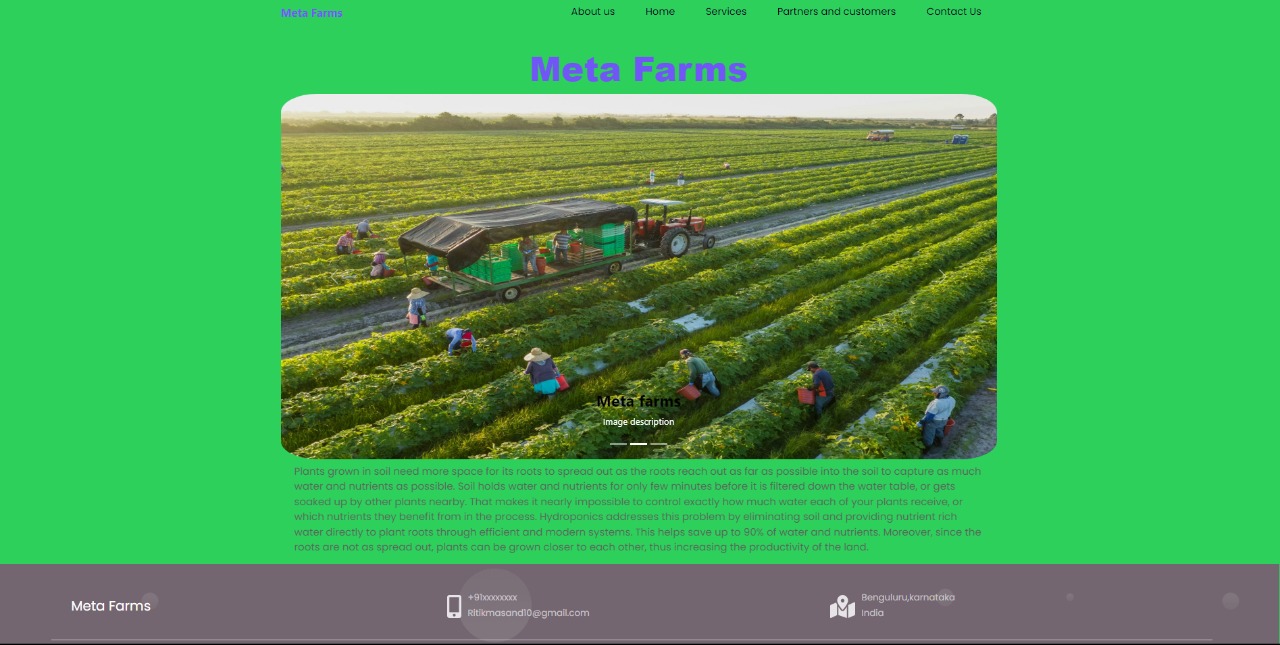 Meta Farms
About us Home Services Partners and customers Contact Us
Meta Farms
Meta farms
Image description
Plants grown in soil need more space for its roots to spread out as the roots reach out as far as possible into the soil to capture as much
water and nutrients as possible. Soil holds water and nutrients for only few minutes before it is filtered down the water table, or gets
soaked up by other plants nearby. That makes it nearly impossible to control exactly how much water each of your plants receive, or
which nutrients they benefit from in the process. Hydroponics addresses this problem by eliminating soil and providing nutrient rich
water directly to plant roots through efficient and modern systems. This helps save up to 90% of water and nutrients. Moreover, since the
roots are not as spread out, plants can be grown closer to each other, thus increasing the productivity of the land.
Meta Farms
+91xxxxxxxx
Ritikmasand10@gmail.com
Benguluru,karnataka
India